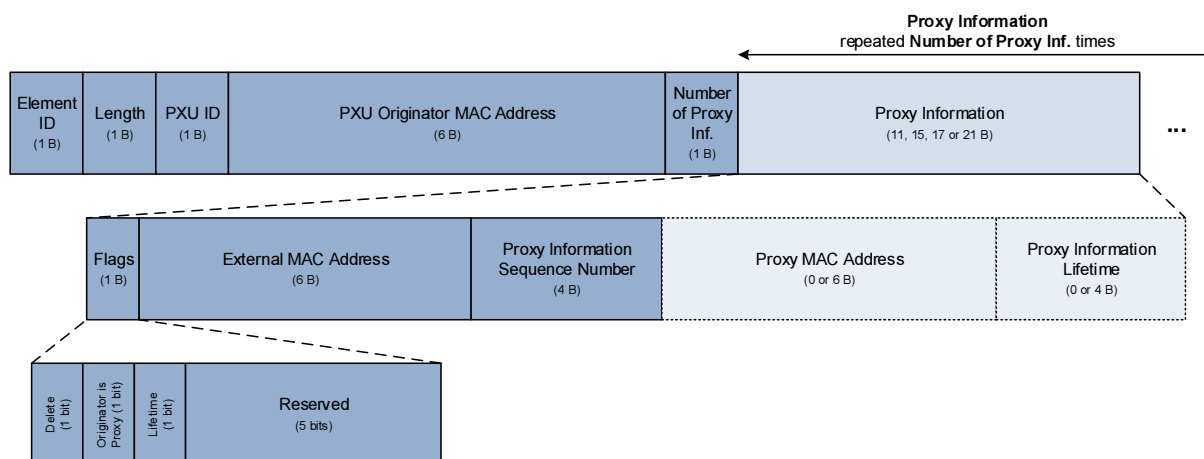 Proxy Information
repeated Number of Proxy Inf. times
Element
ID
(1 B)
Length
(1 B)
PXU ID
(1 B)
PXU Originator MAC Address
(6 B)
Number
of Proxy
Inf.
(1 B)
Proxy Information
(11, 15, 17 or 21 B)
...
Flags
(1 B)
External MAC Address
(6 B)
Proxy Information
Sequence Number
(4 B)
Proxy MAC Address
(0 or 6 B)
Proxy Information
Lifetime
(0 or 4 B)
Delete
(1 bit)
Originator is
Proxy (1 bit)
Lifetime
(1 bit)
Reserved
(5 bits)